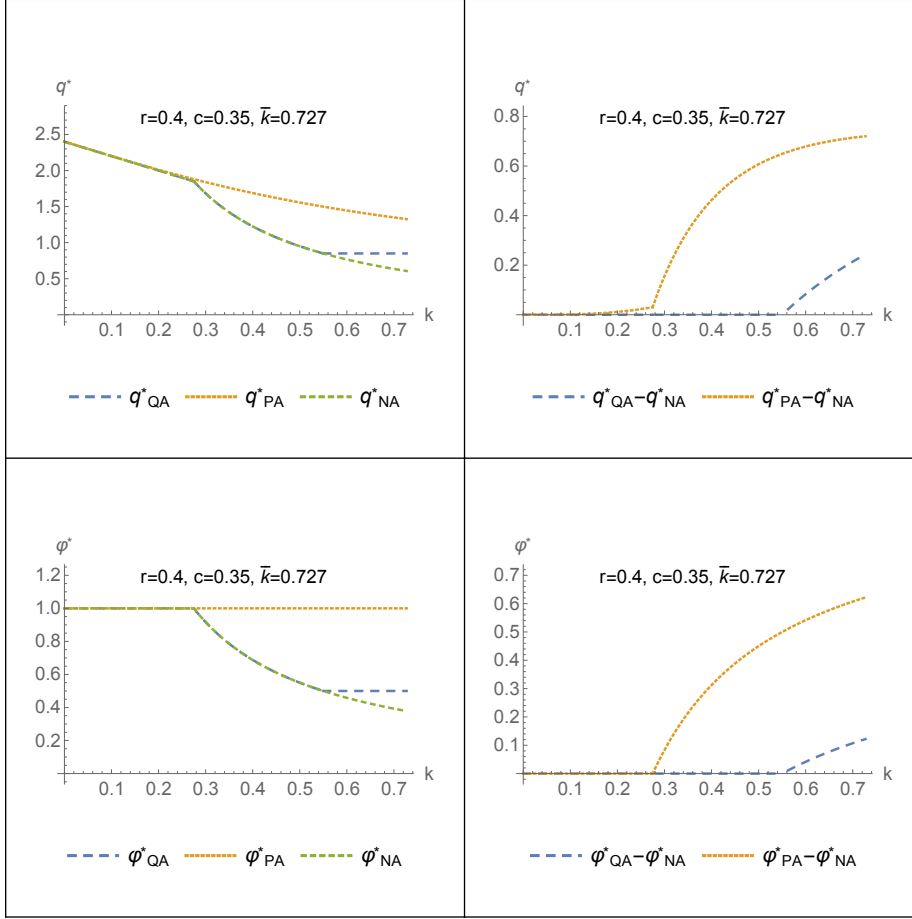 q*
r=0.4, c=0.35, k̅=0.727
2.5
2.0
1.5
1.0
0.5
0.1 0.2 0.3 0.4 0.5 0.6 0.7 k
q*QA q*PA q*NA
q*
r=0.4, c=0.35, k̅=0.727
0.8
0.6
0.4
0.2
0.1 0.2 0.3 0.4 0.5 0.6 0.7 k
q*QA−q*NA q*PA−q*NA
φ*
r=0.4, c=0.35, k̅=0.727
1.2
1.0
0.8
0.6
0.4
0.2
0.1 0.2 0.3 0.4 0.5 0.6 0.7 k
φ*QA φ*PA φ*NA
φ*
r=0.4, c=0.35, k̅=0.727
0.7
0.6
0.5
0.4
0.3
0.2
0.1
0.1 0.2 0.3 0.4 0.5 0.6 0.7 k
φ*QA−φ*NA φ*PA−φ*NA